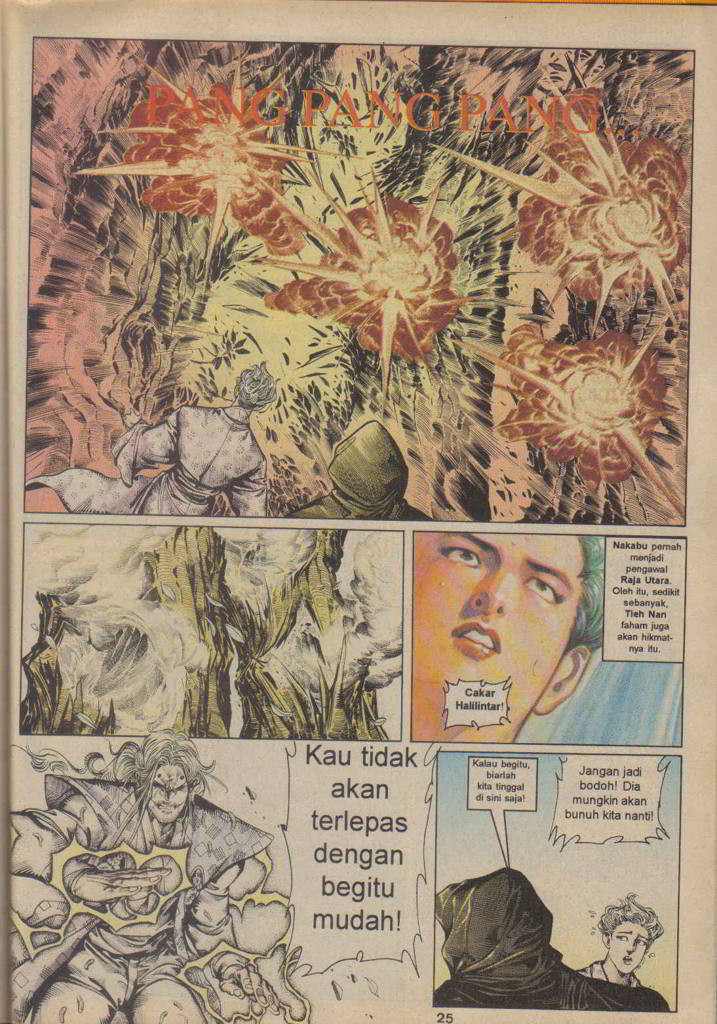 PANG PANG PANG PANG...
Nakabu pernah
menjadi
pengawal
Raja Utara.
Oleh itu, sedikit
sebanyak,
Tieh Nan
faham juga
akan hikmat-
nya itu.
Cakar
Halilintar!
Kau tidak
akan
terlepas
dengan
begitu
mudah!
Kalau begitu,
biarlah
kita tinggal
di sini saja!
Jangan jadi
bodoh! Dia
mungkin akan
bunuh kita nanti!
25